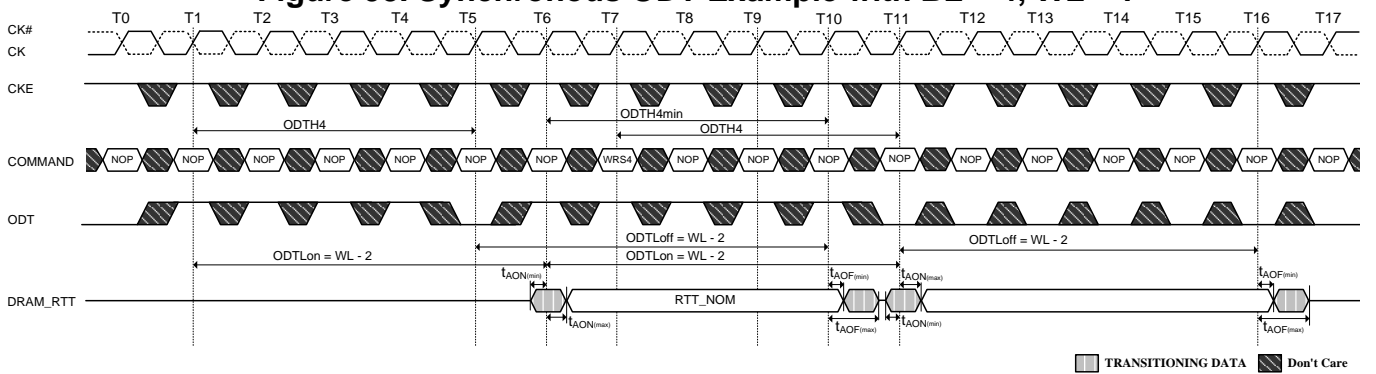 Synchronous ODT Example with
T0 T1 T2 T3 T4 T5 T6 T7 T8 T9 T10 T11 T12 T13 T14 T15 T16 T17
CK#
CK
CKE
ODTH4min
ODTH4 ODTH4
COMMAND NOP NOP NOP NOP NOP NOP NOP WRS4 NOP NOP NOP NOP NOP NOP NOP NOP NOP NOP
ODT
ODTLoff = WL - 2 ODTLoff = WL - 2
ODTLon = WL - 2 ODTLon = WL - 2
tAON(min) tAOF(min) tAON(max) tAOF(min)
DRAM_RTT RTT_NOM
tAON(max) tAOF(max) tAON(min) tAOF(max)
TRANSITIONING DATA Don't Care